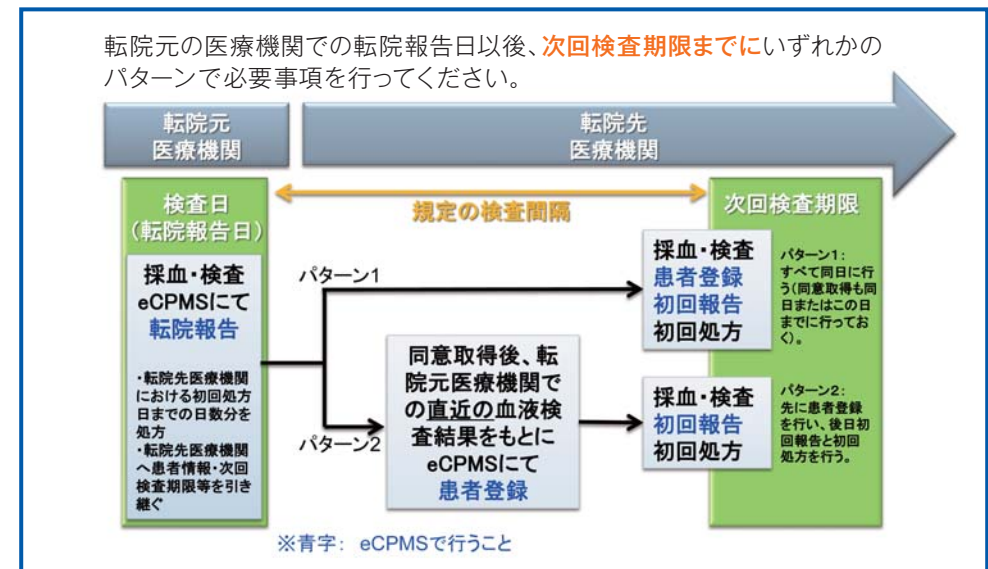 転院元の医療機関での転院報告日以後、次回検査期限までにいずれかの
パターンで必要事項を行ってください。
転院元
医療機関
転院先
医療機関
検査日
(転院報告日)
規定の検査間隔
次回検査期限
採血・検査
eCPMSにて
転院報告
・転院先医療機関
における初回処方
日までの日数分を
処方
・転院先医療機関
へ患者情報・次回
検査期限等を引き
継ぐ
パターン1
採血・検査
患者登録
初回報告
初回処方
パターン1：
すべて同日に行
う(同意取得も同
日またはこの日
までに行ってお
く)。
パターン2
同意取得後、転
院元医療機関で
の直近の血液検
査結果をもとに
eCPMSにて
患者登録
採血・検査
初回報告
初回処方
パターン2：
先に患者登録
を行い、後日初
回報告と初回
処方を行う。
※青字： eCPMSで行うこと